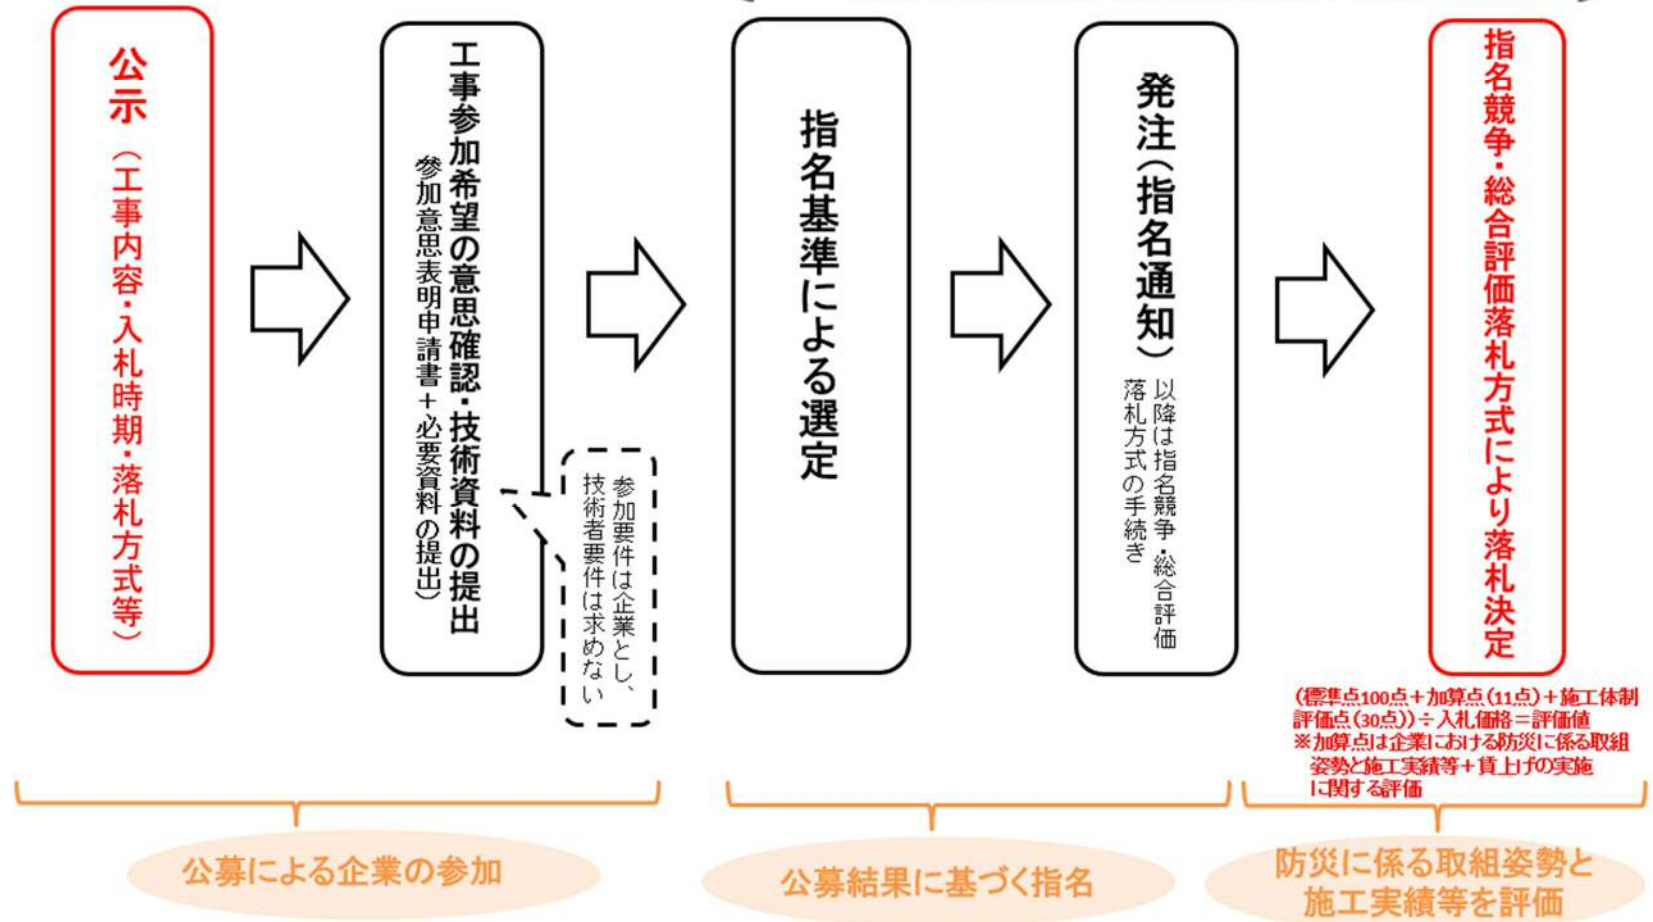 公示（工事内容・入札時期・落札方式等）
工事参加希望の意思確認・技術資料の提出
参加意思表明申請書＋必要資料の提出）
参加要件は企業とし、
技術者要件は求めない
指名基準による選定
発注（指名通知）
以降は指名競争・総合評価
落札方式の手続き
指名競争・総合評価落札方式により落札決定
(標準点100点＋加算点(11点)＋施工体制
評価点(30点))÷入札価格＝評価値
※加算点は企業における防災に係る取組
姿勢と施工実績等＋賃上げの実施
に関する評価
公募による企業の参加
公募結果に基づく指名
防災に係る取組姿勢と
施工実績等を評価